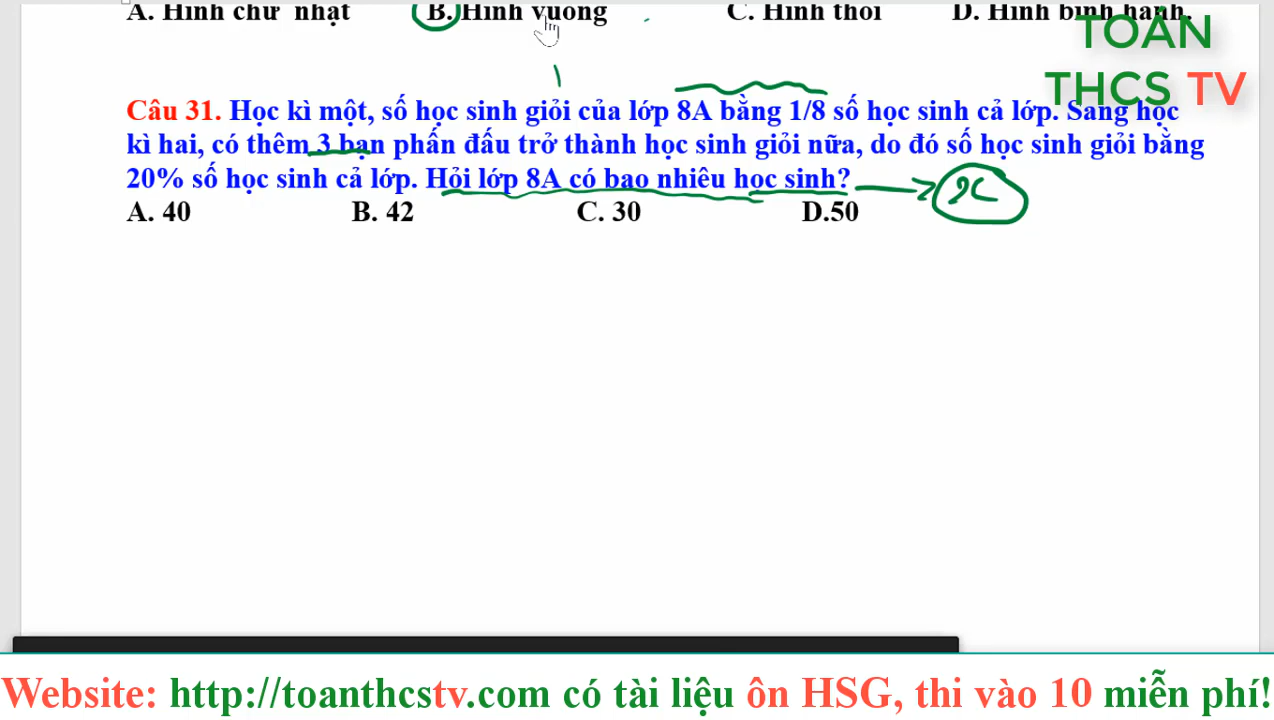 A. Hình chữ nhật B. Hình vuông C. Hình thoi D. Hình bình hành.
TOÁN
THCS TV
Câu 31. Học kì một, số học sinh giỏi của lớp 8A bằng 1/8 số học sinh cả lớp. Sang học
kì hai, có thêm 3 bạn phấn đấu trở thành học sinh giỏi nữa, do đó số học sinh giỏi bằng
20% số học sinh cả lớp. Hỏi lớp 8A có bao nhiêu học sinh? x
A. 40 B. 42 C. 30 D.50
Website: http://toanthcstv.com có tài liệu ôn HSG, thi vào 10 miễn phí!